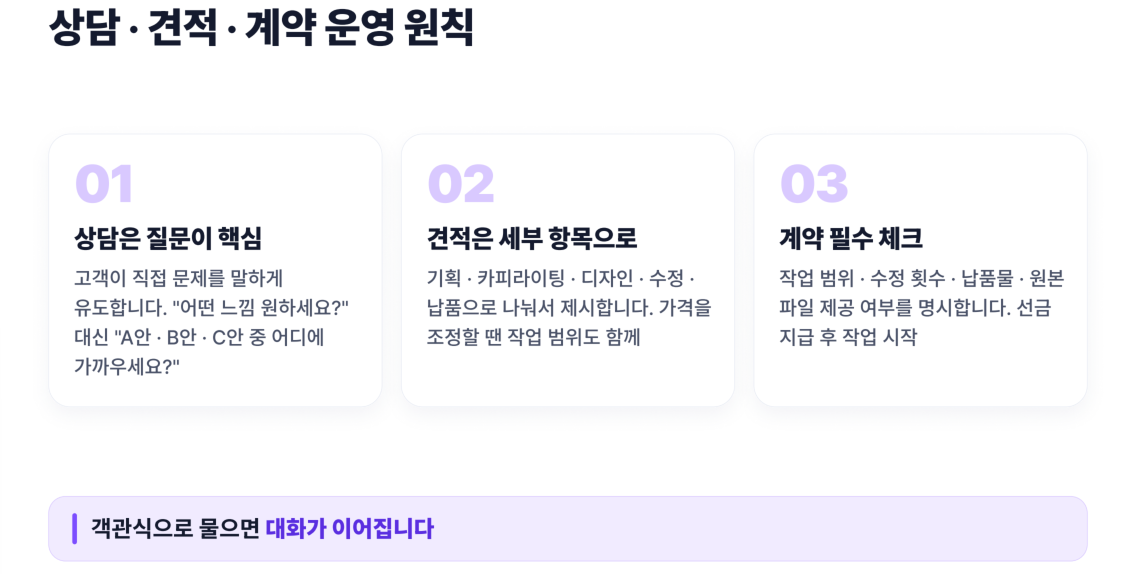 상담 · 견적 · 계약 운영 원칙
01
상담은 질문이 핵심
고객이 직접 문제를 말하게
유도합니다. "어떤 느낌 원하세요?"
대신 "A안 · B안 · C안 중 어디에
가까우세요?"
02
견적은 세부 항목으로
기획 · 카피라이팅 · 디자인 · 수정 ·
납품으로 나눠서 제시합니다. 가격을
조정할 땐 작업 범위도 함께
03
계약 필수 체크
작업 범위 · 수정 횟수 · 납품물 · 원본
파일 제공 여부를 명시합니다. 선금
지급 후 작업 시작
객관식으로 물으면 대화가 이어집니다